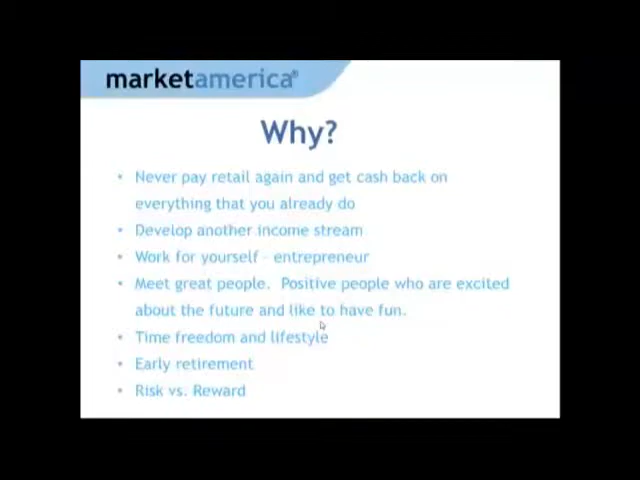 marketamerica®
Why?
• Never pay retail again and get cash back on
everything that you already do
• Develop another income stream
• Work for yourself – entrepreneur
• Meet great people. Positive people who are excited
about the future and like to have fun.
• Time freedom and lifestyle
• Early retirement
• Risk vs. Reward